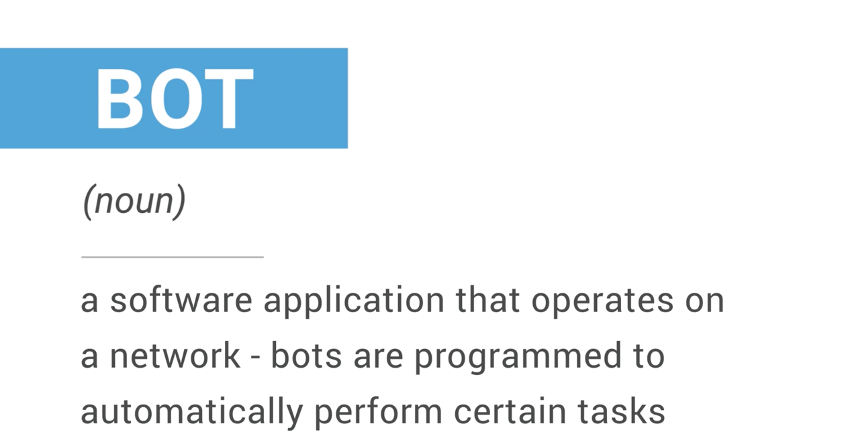 BOT
(noun)
a software application that operates on
a network - bots are programmed to
automatically perform certain tasks